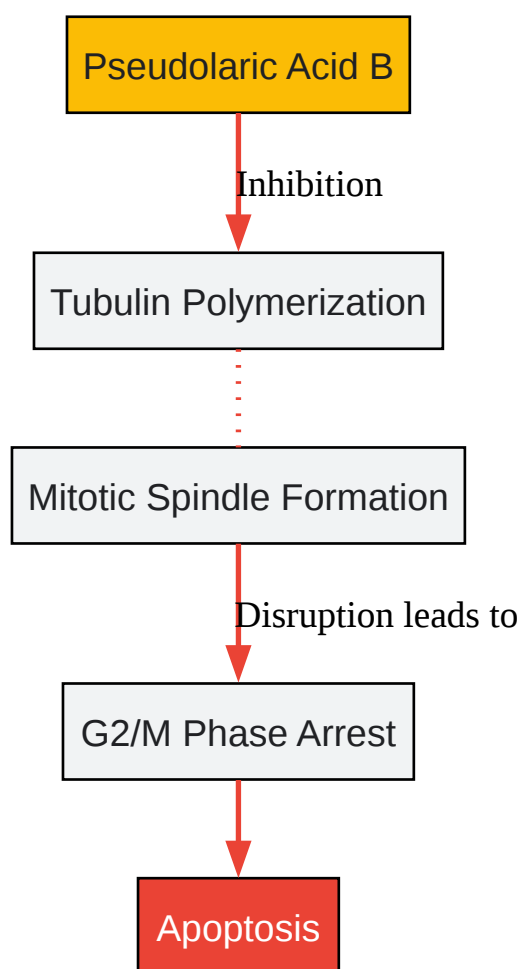 Pseudolaric Acid B
Inhibition
Tubulin Polymerization
Mitotic Spindle Formation
Disruption leads to
G2/M Phase Arrest
Apoptosis